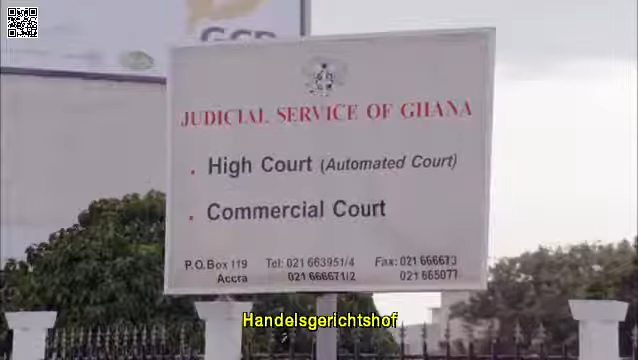 GCB
JUDICIAL SERVICE OF GHANA
. High Court (Automated Court)
. Commercial Court
P.O.Box 119 Tel: 021 663951/4 Fax: 021 666673
Accra 021 666671/2 021 665077
Handelsgerichtshof